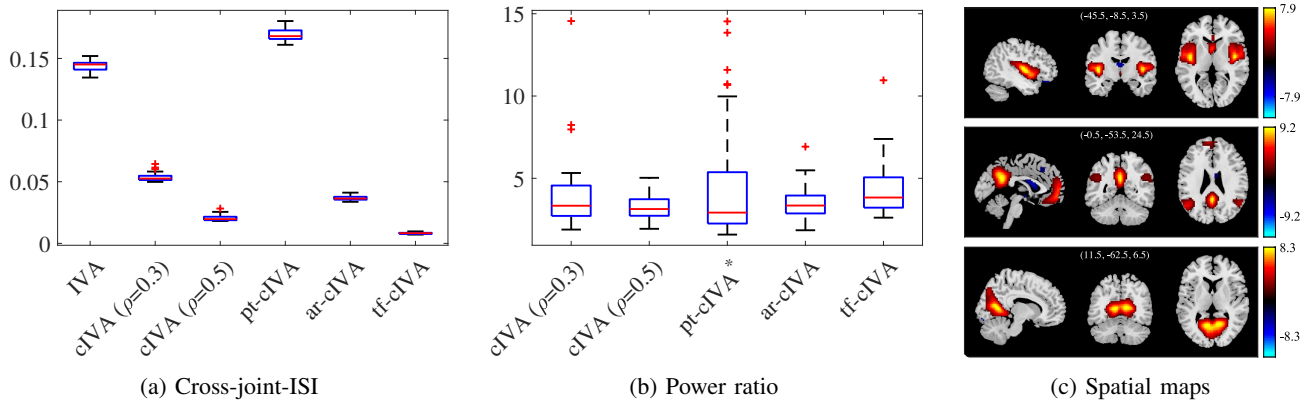 0.15
0.1
0.05
0
IVA
cIVA (ρ=0.3)
cIVA (ρ=0.5)
pt-cIVA
ar-cIVA
tf-cIVA
(a) Cross-joint-ISI
15
10
5
cIVA (ρ=0.3)
cIVA (ρ=0.5)
pt-cIVA *
ar-cIVA
tf-cIVA
(b) Power ratio
(-45.5, -8.5, 3.5)
7.9
-7.9
(-0.5, -53.5, 24.5)
9.2
-9.2
(11.5, -62.5, 6.5)
8.3
-8.3
(c) Spatial maps